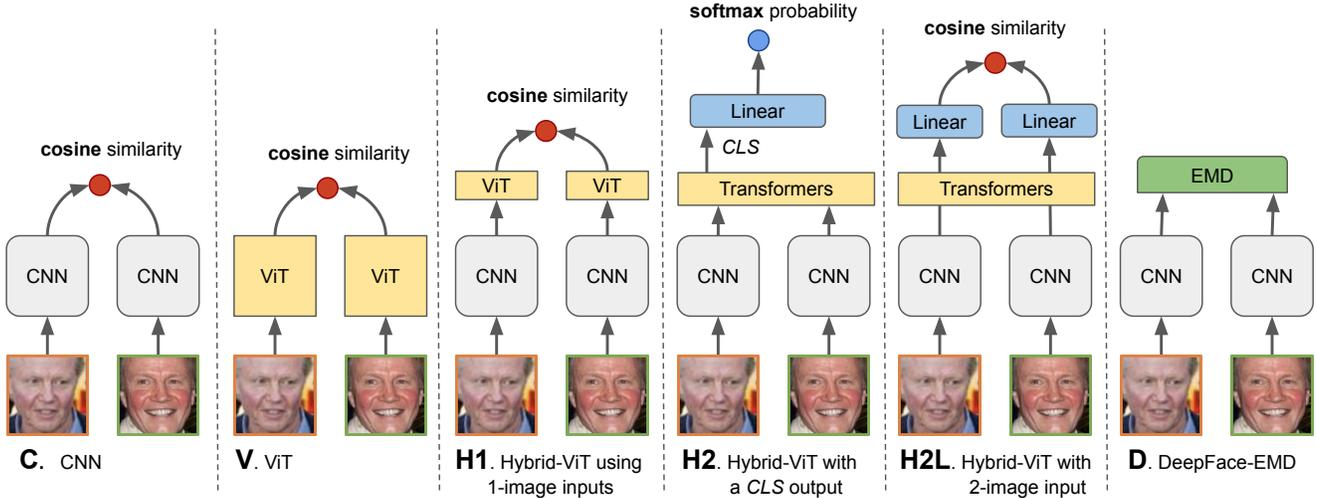 cosine similarity
CNN
CNN
C. CNN
cosine similarity
ViT
ViT
V. ViT
cosine similarity
ViT
ViT
CNN
CNN
H1. Hybrid-ViT using
1-image inputs
softmax probability
Linear
CLS
Transformers
CNN
CNN
H2. Hybrid-ViT with
a CLS output
cosine similarity
Linear
Linear
Transformers
CNN
CNN
H2L. Hybrid-ViT with
2-image input
EMD
CNN
CNN
D. DeepFace-EMD